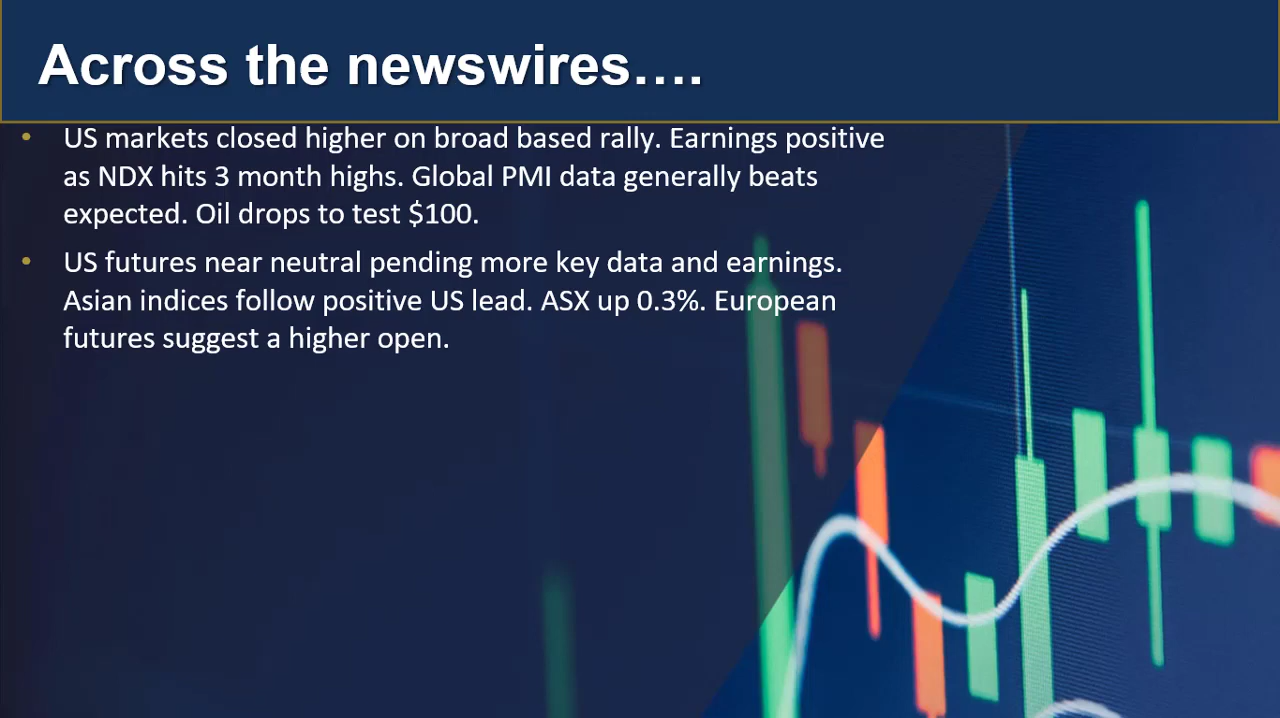 Across the newswires….
• US markets closed higher on broad based rally. Earnings positive
as NDX hits 3 month highs. Global PMI data generally beats
expected. Oil drops to test $100.
• US futures near neutral pending more key data and earnings.
Asian indices follow positive US lead. ASX up 0.3%. European
futures suggest a higher open.